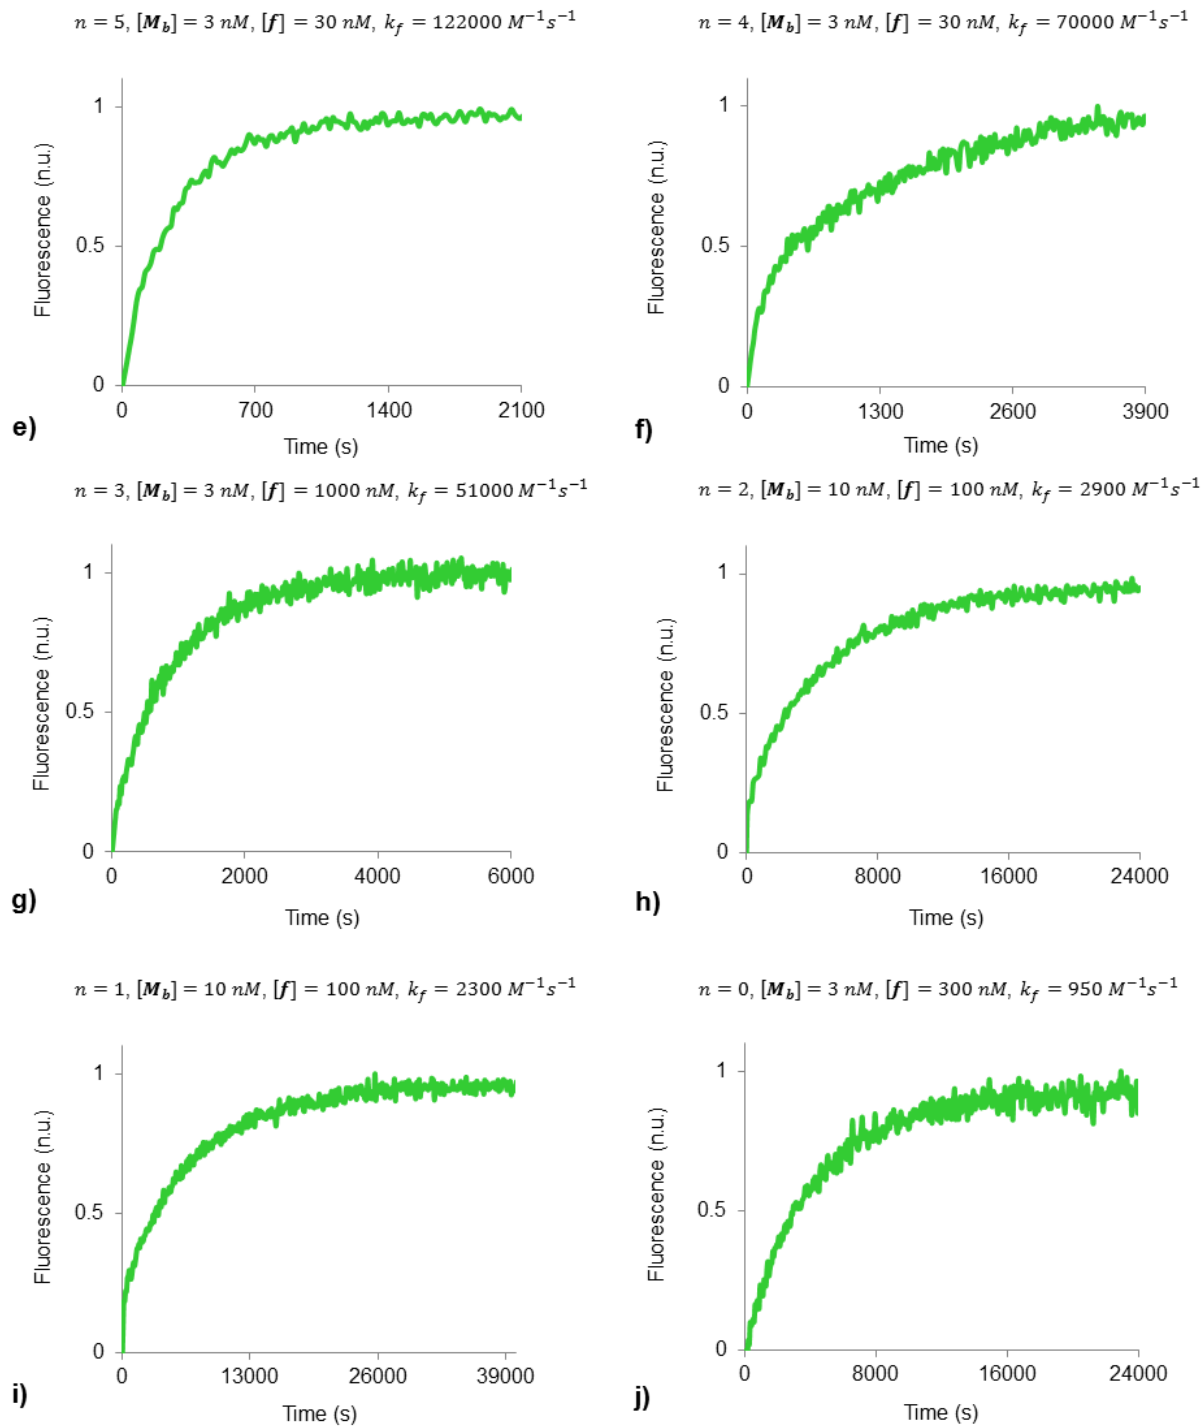 n = 5, [M_b] = 3 nM, [f] = 30 nM, k_f = 122000 M⁻¹s⁻¹
1
0.5
0
Fluorescence (n.u.)
0 700 1400 2100
Time (s)
e)
n = 4, [M_b] = 3 nM, [f] = 30 nM, k_f = 70000 M⁻¹s⁻¹
1
0.5
0
Fluorescence (n.u.)
0 1300 2600 3900
Time (s)
f)
n = 3, [M_b] = 3 nM, [f] = 1000 nM, k_f = 51000 M⁻¹s⁻¹
1
0.5
0
Fluorescence (n.u.)
0 2000 4000 6000
Time (s)
g)
n = 2, [M_b] = 10 nM, [f] = 100 nM, k_f = 2900 M⁻¹s⁻¹
1
0.5
0
Fluorescence (n.u.)
0 8000 16000 24000
Time (s)
h)
n = 1, [M_b] = 10 nM, [f] = 100 nM, k_f = 2300 M⁻¹s⁻¹
1
0.5
0
Fluorescence (n.u.)
0 13000 26000 39000
Time (s)
i)
n = 0, [M_b] = 3 nM, [f] = 300 nM, k_f = 950 M⁻¹s⁻¹
1
0.5
0
Fluorescence (n.u.)
0 8000 16000 24000
Time (s)
j)